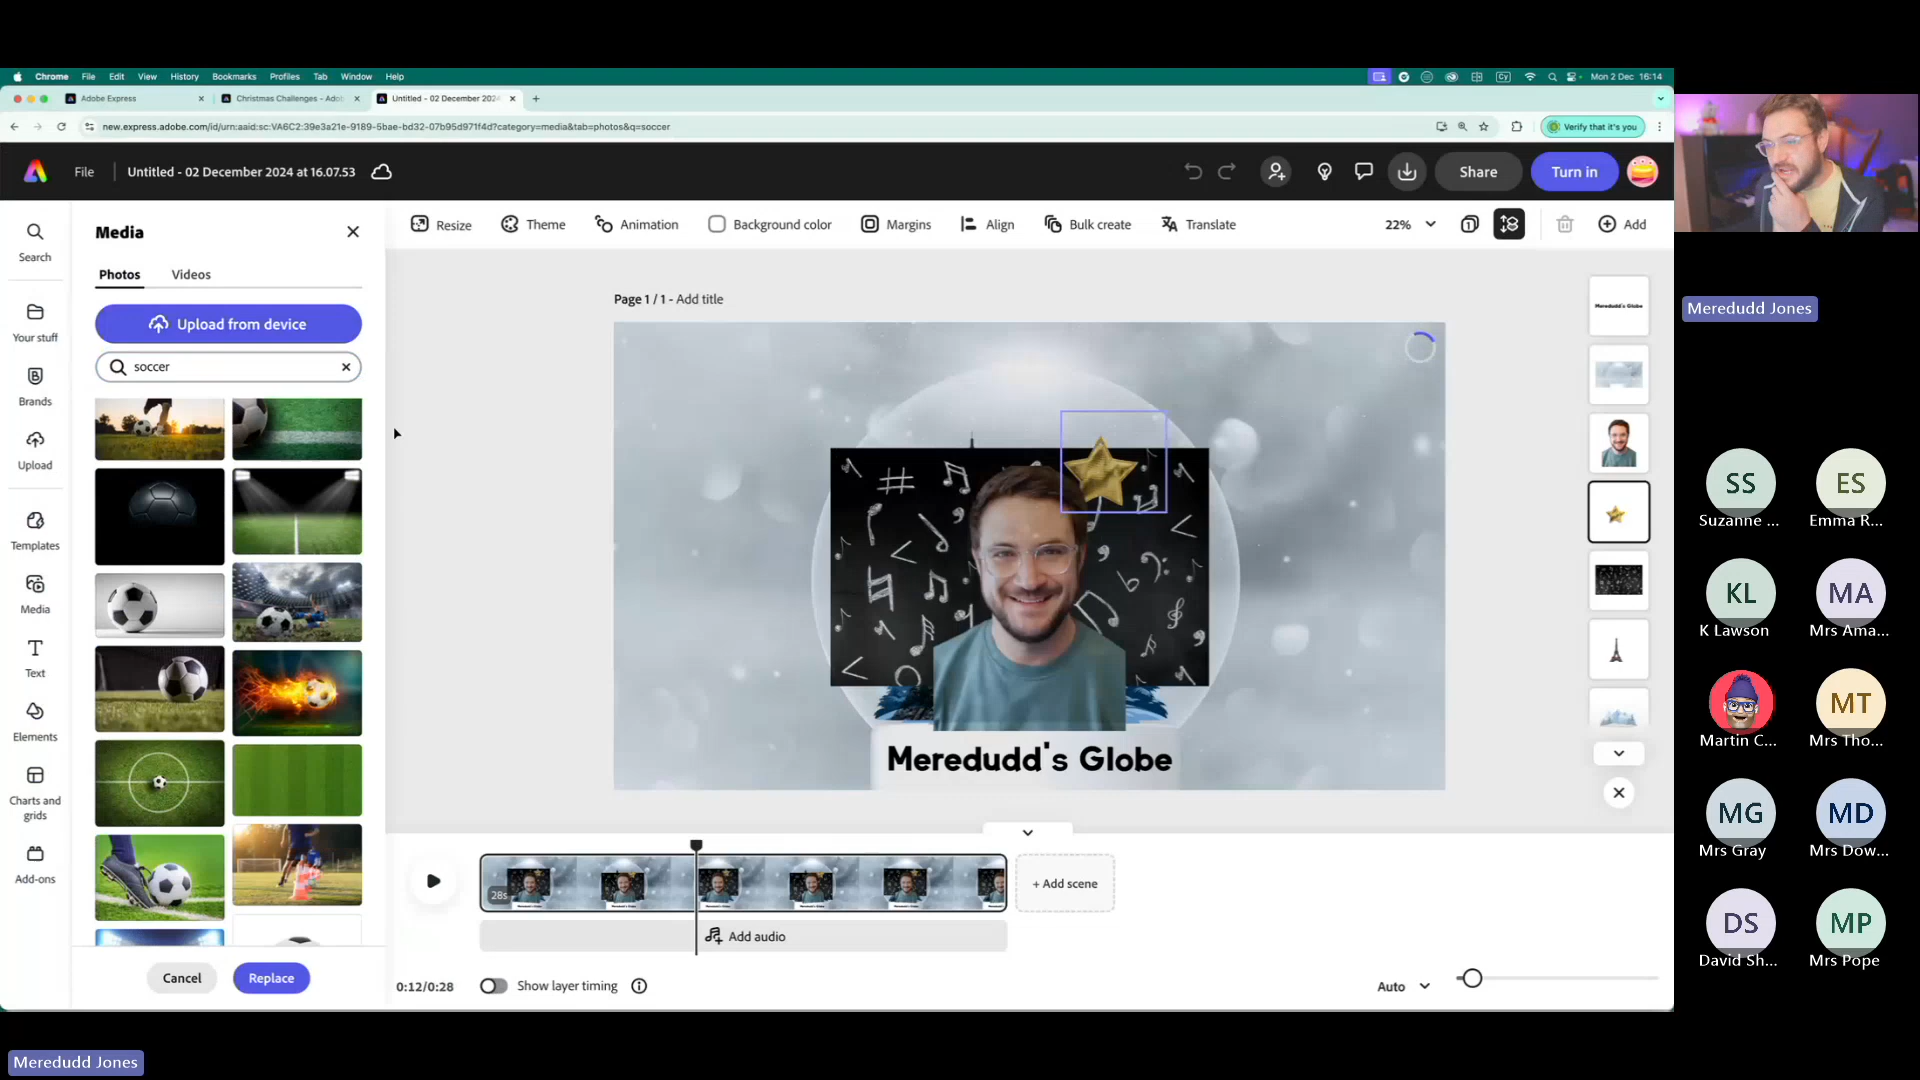 Chrome File Edit View History Bookmarks Profiles Tab Window Help
Cy Mon 2 Dec 16:14
Adobe Express
Christmas Challenges - Ado
Untitled - 02 December 2024
new.express.adobe.com/id/urn:aaid:sc:VA6C2:39e3a21e-9189-5bae-bd32-07b95d971f4d?category=media&tab=photos&q=soccer
Verify that it's you
File
Untitled - 02 December 2024 at 16.07.53
Share
Turn in
Search
Your stuff
Brands
Upload
Templates
Media
Text
Elements
Charts and
grids
Add-ons
Media
Photos Videos
Upload from device
soccer
Cancel
Replace
Resize Theme Animation Background color Margins Align Bulk create Translate 22% 1 Add
Page 1 / 1 - Add title
Meredudd's Globe
Meredudd's Globe
28s
+ Add scene
Add audio
0:12/0:28
Show layer timing
Auto
Meredudd Jones
SS
Suzanne ...
ES
Emma R...
KL
K Lawson
MA
Mrs Ama...
Martin C...
MT
Mrs Tho...
MG
Mrs Gray
MD
Mrs Dow...
DS
David Sh...
MP
Mrs Pope
Meredudd Jones